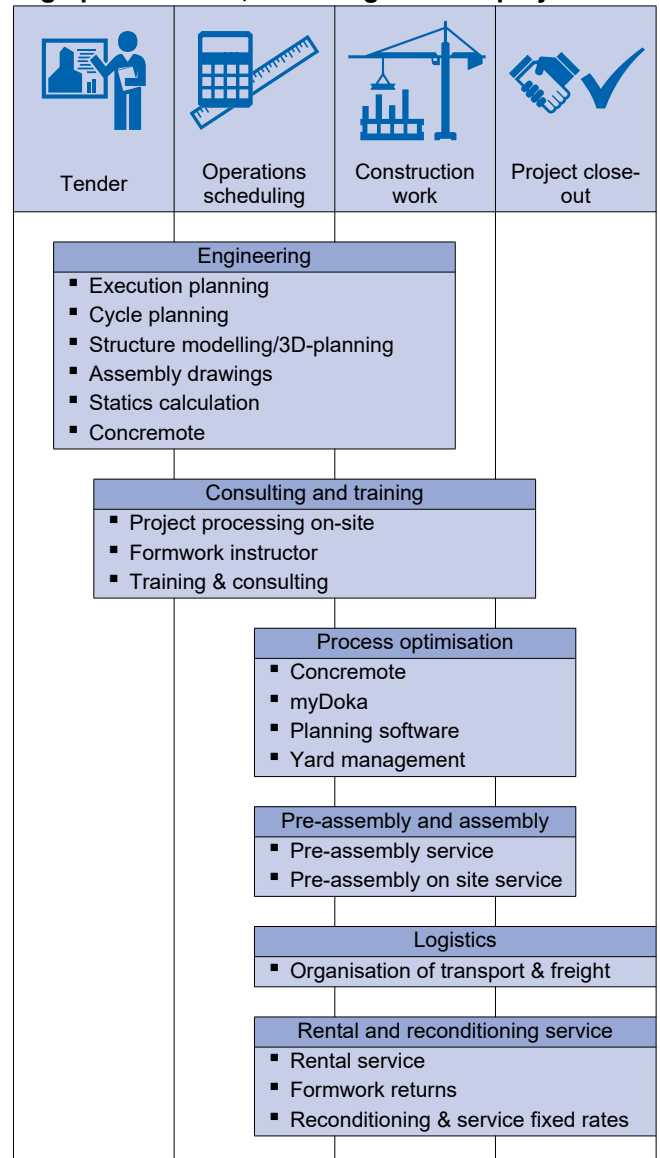 Tender
Operations
scheduling
Construction
work
Project close-
out
Engineering
▪ Execution planning
▪ Cycle planning
▪ Structure modelling/3D-planning
▪ Assembly drawings
▪ Statics calculation
▪ Concremote
Consulting and training
▪ Project processing on-site
▪ Formwork instructor
▪ Training & consulting
Process optimisation
▪ Concremote
▪ myDoka
▪ Planning software
▪ Yard management
Pre-assembly and assembly
▪ Pre-assembly service
▪ Pre-assembly on site service
Logistics
▪ Organisation of transport & freight
Rental and reconditioning service
▪ Rental service
▪ Formwork returns
▪ Reconditioning & service fixed rates